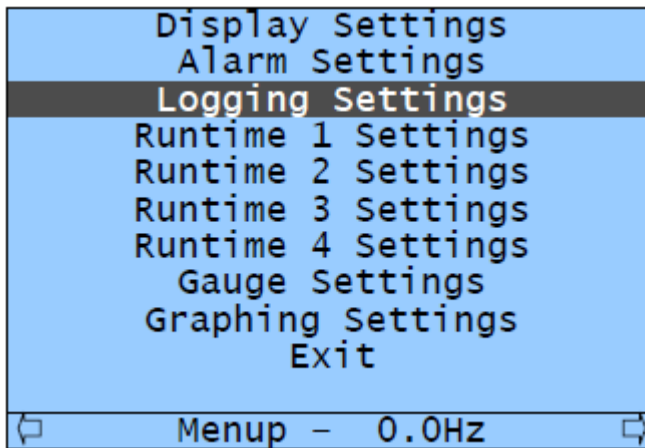 Display Settings
Alarm Settings
Logging Settings
Runtime 1 Settings
Runtime 2 Settings
Runtime 3 Settings
Runtime 4 Settings
Gauge Settings
Graphing Settings
Exit
Menup - 0.0Hz